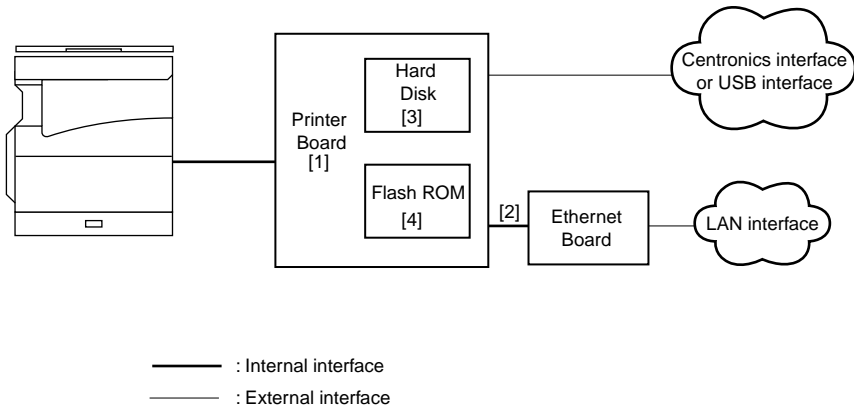 Printer
Board
[1]
Hard
Disk
[3]
Flash ROM
[4]
Centronics interface
or USB interface
[2]
Ethernet
Board
LAN interface
: Internal interface
: External interface